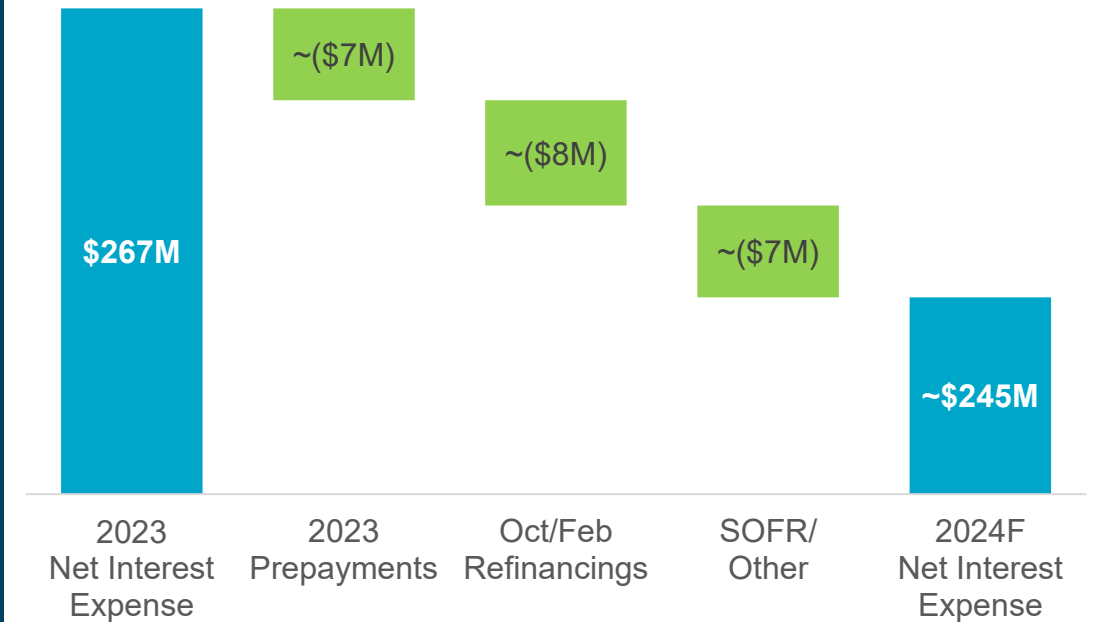 $267M
~($7M)
~($8M)
~($7M)
~$245M
2023
Net Interest
Expense
2023
Prepayments
Oct/Feb
Refinancings
SOFR/
Other
2024F
Net Interest
Expense